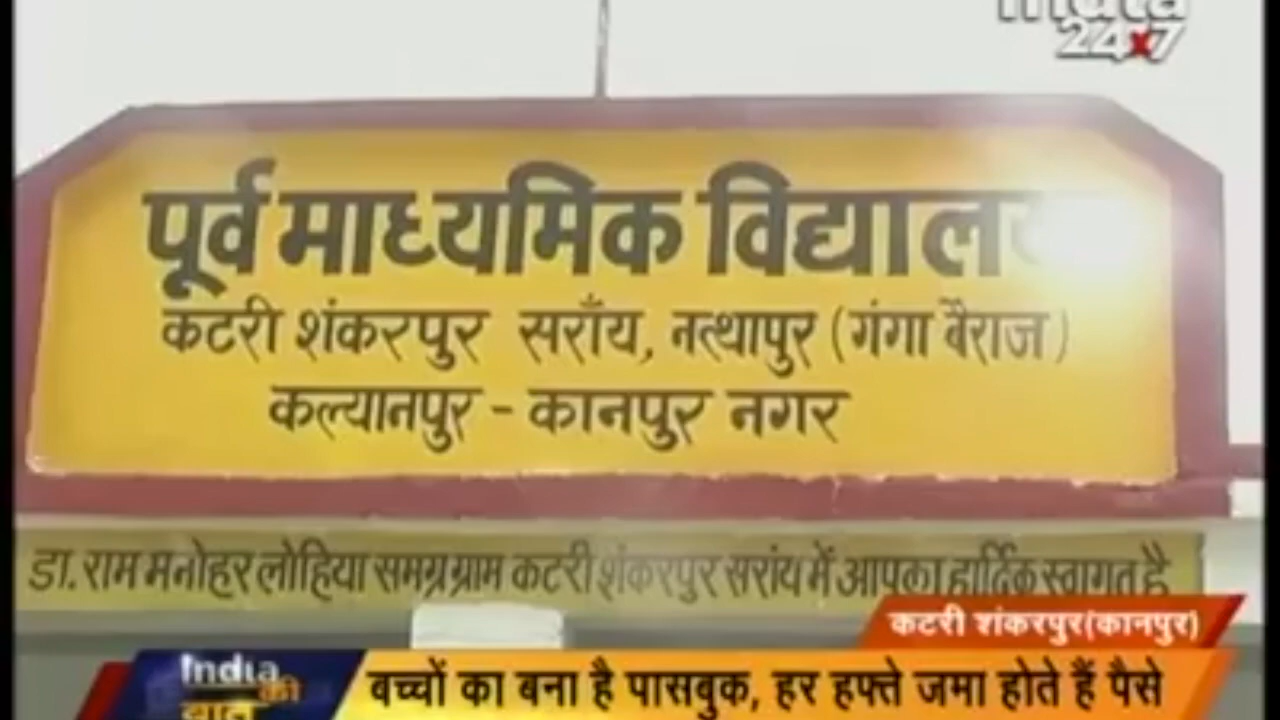 India
24x7
पूर्व माध्यमिक विद्यालय
कटरी शंकरपुर सराँय, नत्थापुर (गंगा बैराज)
कल्यानपुर - कानपुर नगर
डा. राम मनोहर लोहिया समग्र ग्राम कटरी शंकरपुर सरांय में आपका हार्दिक स्वागत है
कटरी शंकरपुर(कानपुर)
India की
बच्चों का बना है पासबुक, हर हफ्ते जमा होते हैं पैसे